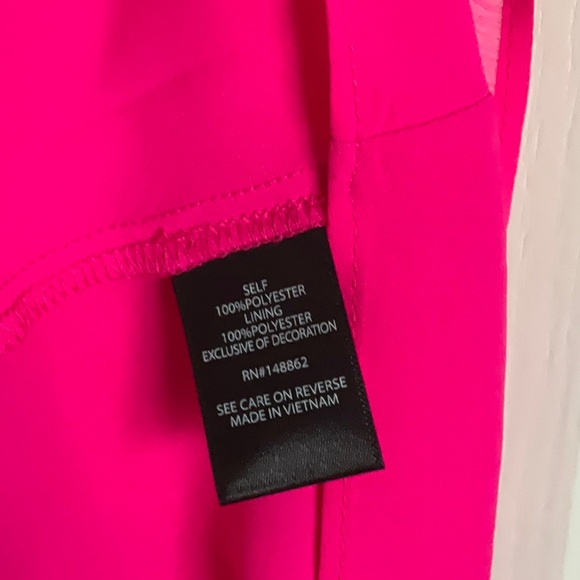 SELF
100%POLYESTER
LINING
100%POLYESTER
EXCLUSIVE OF DECORATION
RN#148862
SEE CARE ON REVERSE
MADE IN VIETNAM